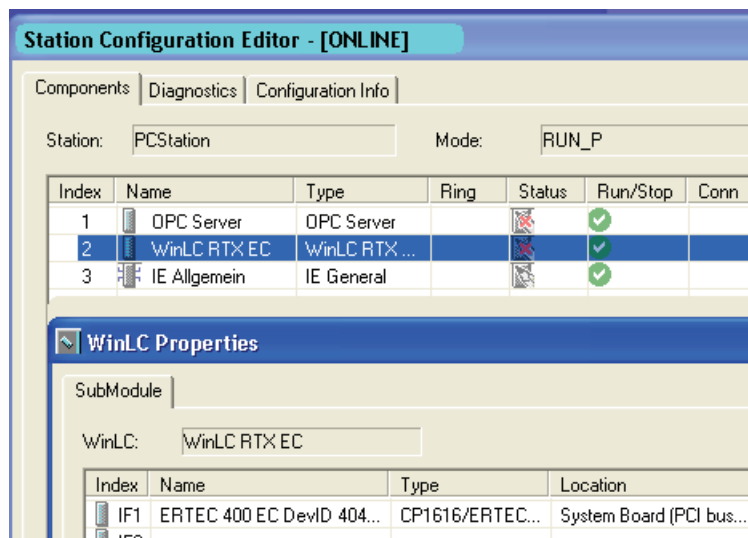 Station Configuration Editor - [ONLINE]
Components Diagnostics Configuration Info
Station: PCStation Mode: RUN_P
Index Name Type Ring Status Run/Stop Conn
1 OPC Server OPC Server
2 WinLC RTX EC WinLC RTX ...
3 IE Allgemein IE General
WinLC Properties
SubModule
WinLC: WinLC RTX EC
Index Name Type Location
IF1 ERTEC 400 EC DevID 404... CP1616/ERTEC... System Board (PCI bus...